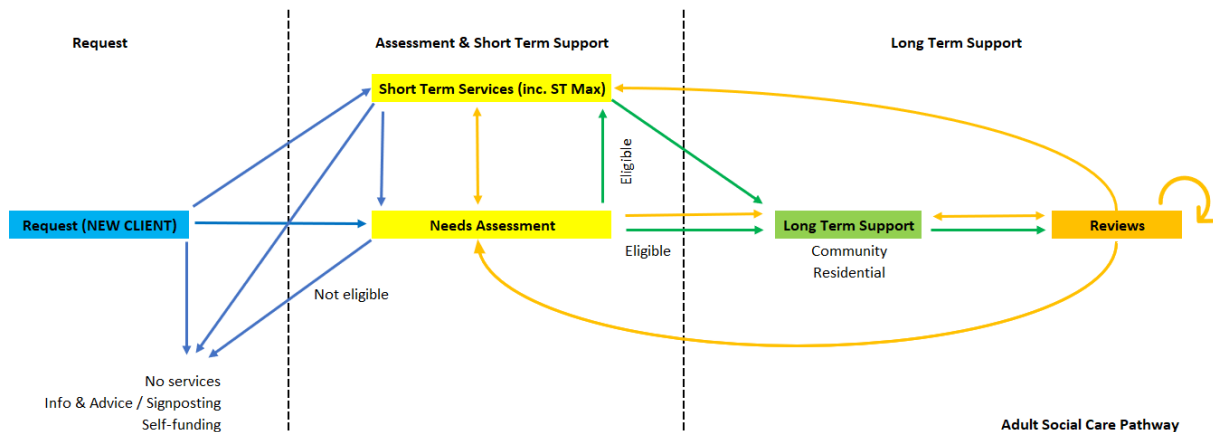 Request
Assessment & Short Term Support
Long Term Support
Short Term Services (inc. ST Max)
Eligible
Request (NEW CLIENT)
Needs Assessment
Long Term Support
Reviews
Eligible
Community
Residential
Not eligible
No services
Info & Advice / Signposting
Self-funding
Adult Social Care Pathway